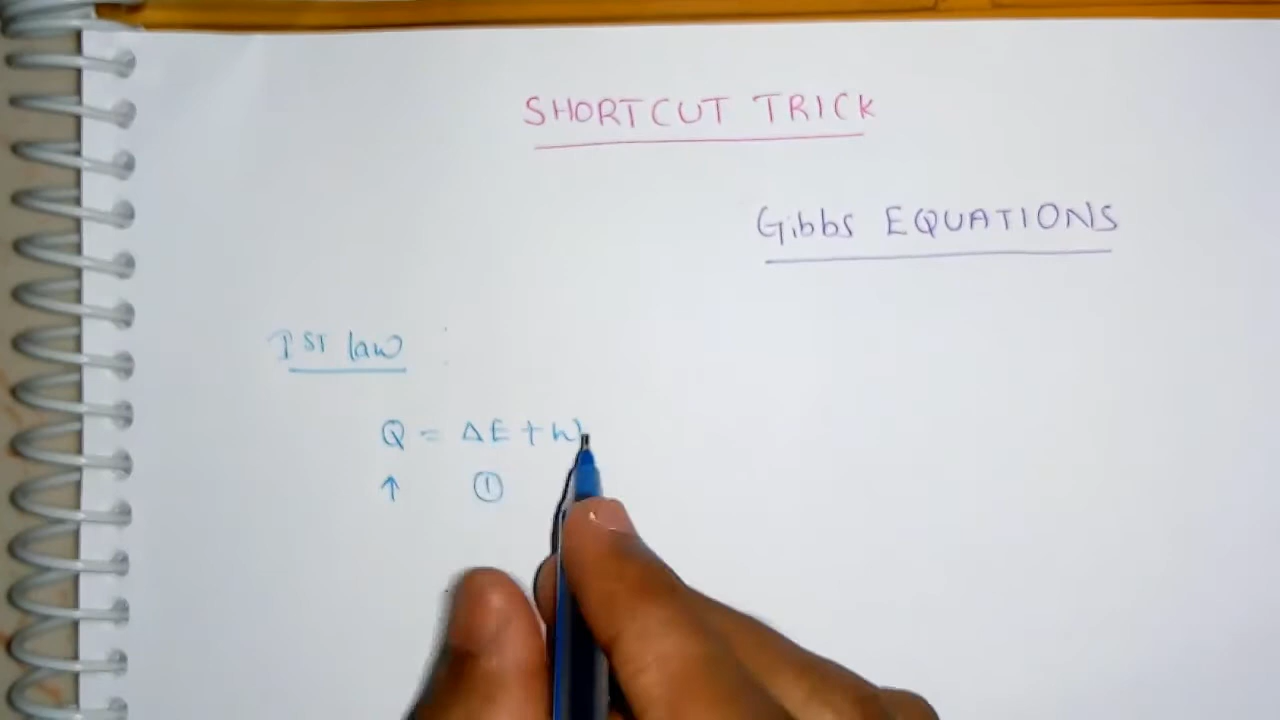 SHORTCUT TRICK
Gibbs EQUATIONS
1ST law
Q = ΔE + W
↑ ①